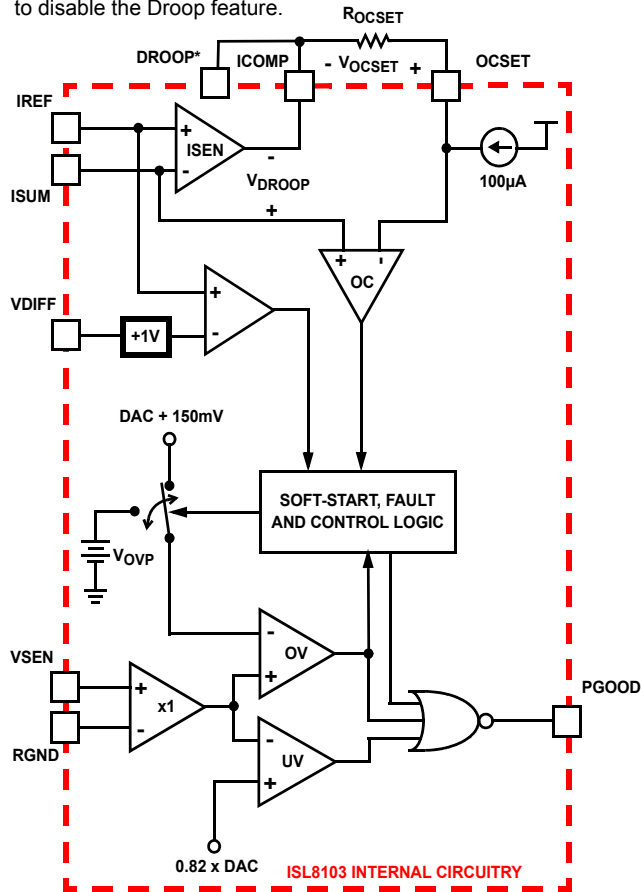 to disable the Droop feature.
ROCSET
DROOP*
ICOMP
- VOCSET +
OCSET
IREF
+
ISEN
-
-
VDROOP
+
100µA
ISUM
+ -
OC
VDIFF
+
+1V
-
DAC + 150mV
SOFT-START, FAULT
AND CONTROL LOGIC
VOVP
-
OV
+
VSEN
+
x1
-
RGND
PGOOD
-
UV
+
0.82 x DAC
ISL8103 INTERNAL CIRCUITRY